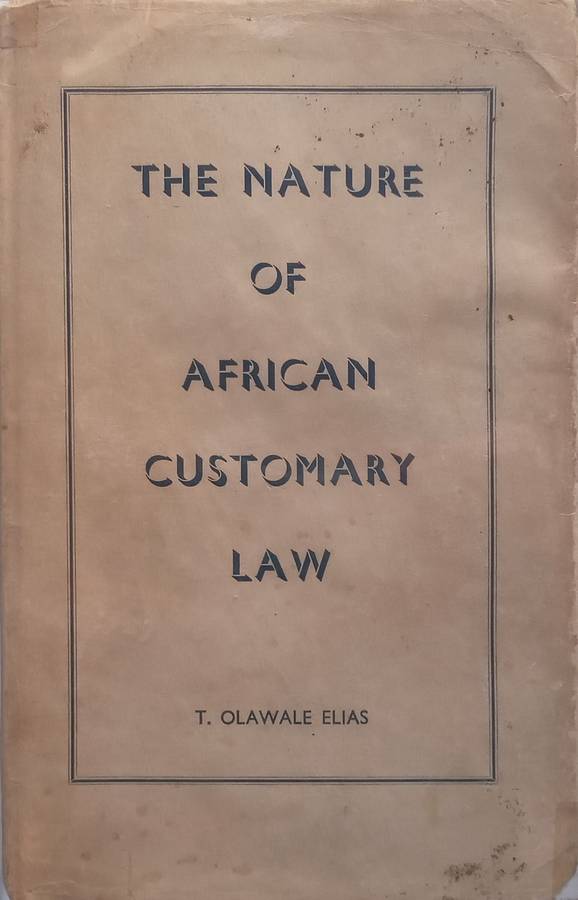 THE NATURE
OF
AFRICAN
CUSTOMARY
LAW
T. OLAWALE ELIAS